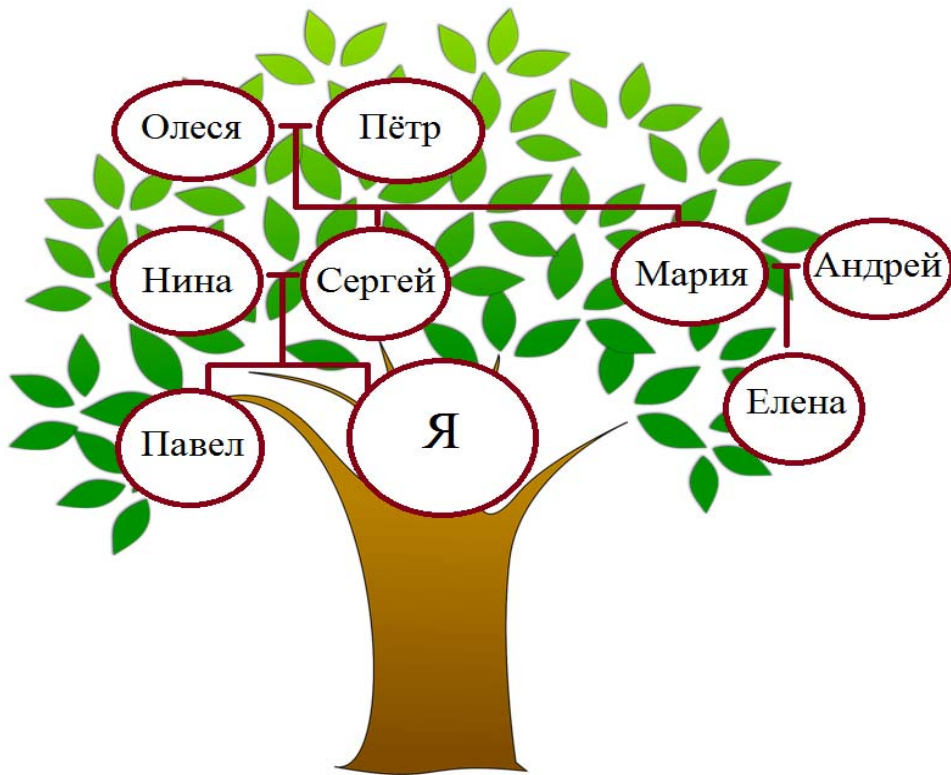 Олеся
Пётр
Нина
Сергей
Мария
Андрей
Павел
Я
Елена